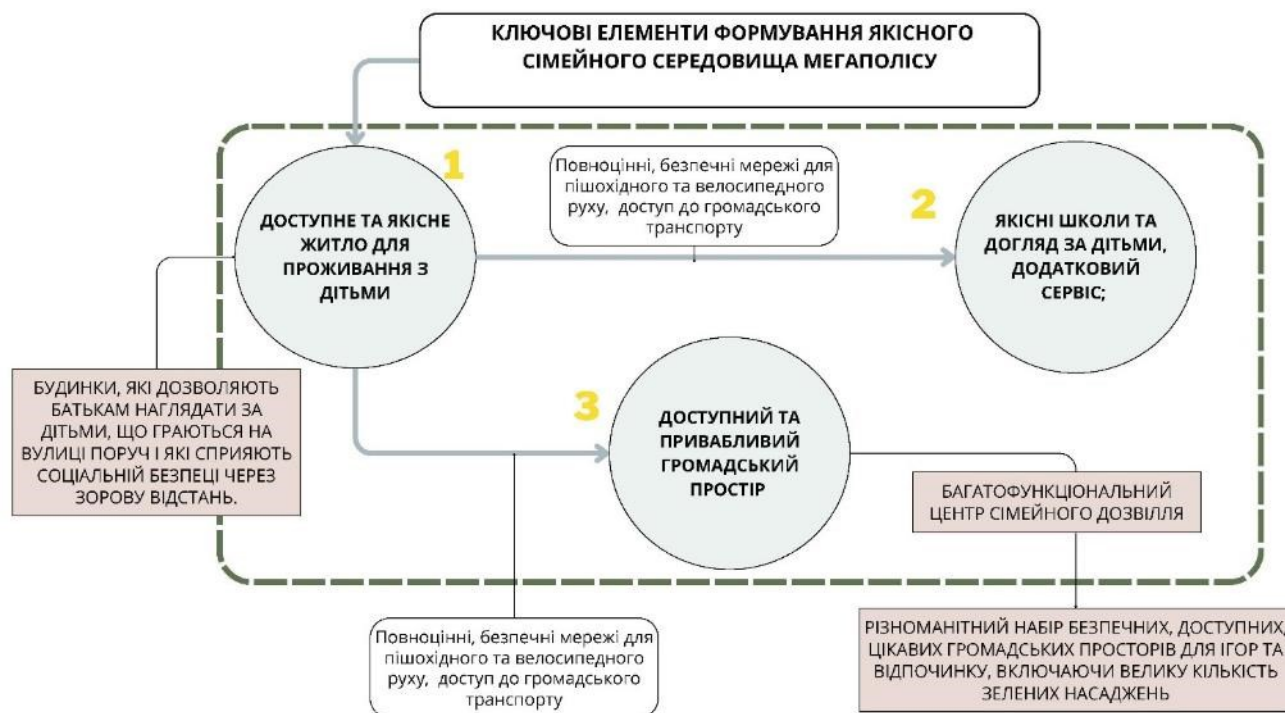 КЛЮЧОВІ ЕЛЕМЕНТИ ФОРМУВАННЯ ЯКІСНОГО
СІМЕЙНОГО СЕРЕДОВИЩА МЕГАПОЛІСУ
1
ДОСТУПНЕ ТА ЯКІСНЕ
ЖИТЛО ДЛЯ
ПРОЖИВАННЯ З
ДІТЬМИ
Повноцінні, безпечні мережі для
пішохідного та велосипедного
руху, доступ до громадського
транспорту
2
ЯКІСНІ ШКОЛИ ТА
ДОГЛЯД ЗА ДІТЬМИ,
ДОДАТКОВИЙ
СЕРВІС;
БУДИНКИ, ЯКІ ДОЗВОЛЯЮТЬ
БАТЬКАМ НАГЛЯДАТИ ЗА
ДІТЬМИ, ЩО ГРАЮТЬСЯ НА
ВУЛИЦІ ПОРУЧ І ЯКІ СПРИЯЮТЬ
СОЦІАЛЬНІЙ БЕЗПЕЦІ ЧЕРЕЗ
ЗОРОВУ ВІДСТАНЬ.
3
ДОСТУПНИЙ ТА
ПРИВАБЛИВИЙ
ГРОМАДСЬКИЙ
ПРОСТІР
БАГАТОФУНКЦІОНАЛЬНИЙ
ЦЕНТР СІМЕЙНОГО ДОЗВІЛЛЯ
Повноцінні, безпечні мережі для
пішохідного та велосипедного
руху, доступ до громадського
транспорту
РІЗНОМАНІТНИЙ НАБІР БЕЗПЕЧНИХ, ДОСТУПНИХ,
ЦІКАВИХ ГРОМАДСЬКИХ ПРОСТОРІВ ДЛЯ ІГОР ТА
ВІДПОЧИНКУ, ВКЛЮЧАЮЧИ ВЕЛИКУ КІЛЬКІСТЬ
ЗЕЛЕНИХ НАСАДЖЕНЬ